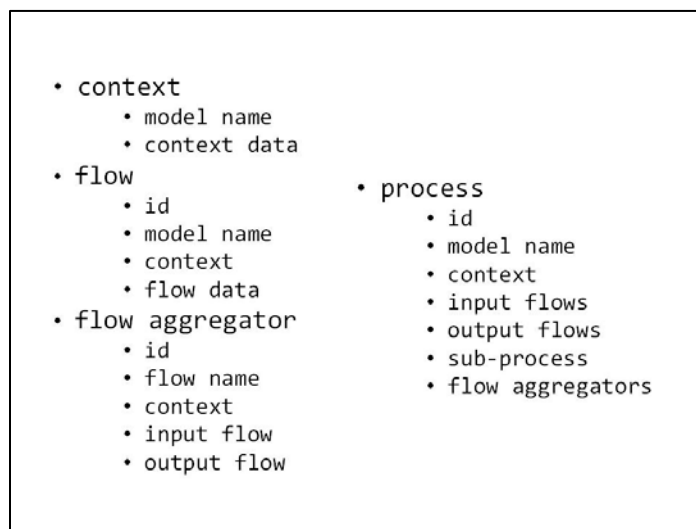 • context
• model name
• context data
• flow
• id
• model name
• context
• flow data
• flow aggregator
• id
• flow name
• context
• input flow
• output flow
• process
• id
• model name
• context
• input flows
• output flows
• sub-process
• flow aggregators